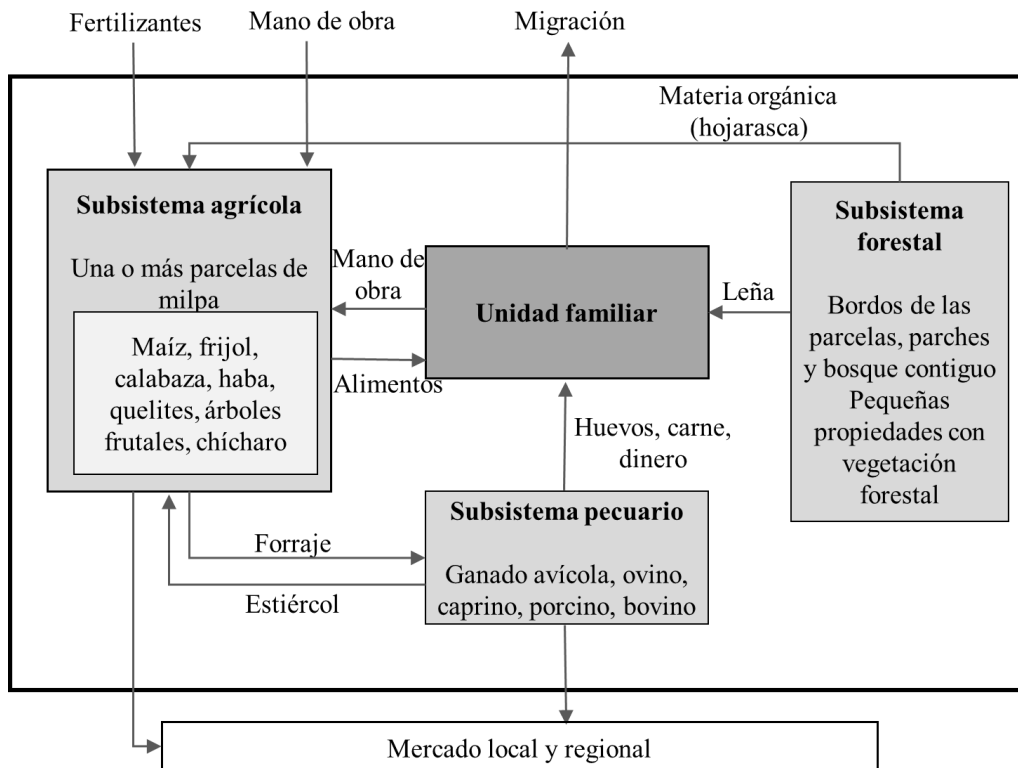 Fertilizantes
Mano de obra
Migración
Materia orgánica
(hojarasca)
Subsistema agrícola
Una o más parcelas de
milpa
Maíz, frijol,
calabaza, haba,
quelites, árboles
frutales, chícharo
Mano de
obra
Alimentos
Unidad familiar
Leña
Subsistema
forestal
Bordos de las
parcelas, parches
y bosque contiguo
Pequeñas
propiedades con
vegetación
forestal
Huevos, carne,
dinero
Forraje
Estiércol
Subsistema pecuario
Ganado avícola, ovino,
caprino, porcino, bovino
Mercado local y regional